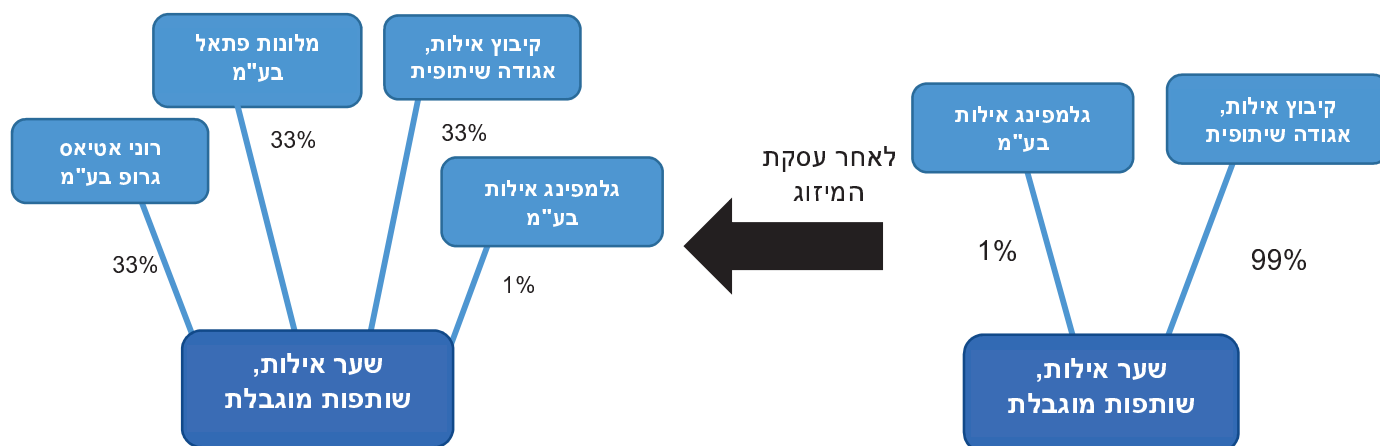 קיבוץ אילות,
אגודה שיתופית
גלמפינג אילות
בע"מ
99%
1%
שער אילות,
שותפות מוגבלת
לאחר עסקת
המיזוג
קיבוץ אילות,
אגודה שיתופית
מלונות פתאל
בע"מ
רוני אטיאס
גרופ בע"מ
גלמפינג אילות
בע"מ
33%
33%
33%
1%
שער אילות,
שותפות מוגבלת